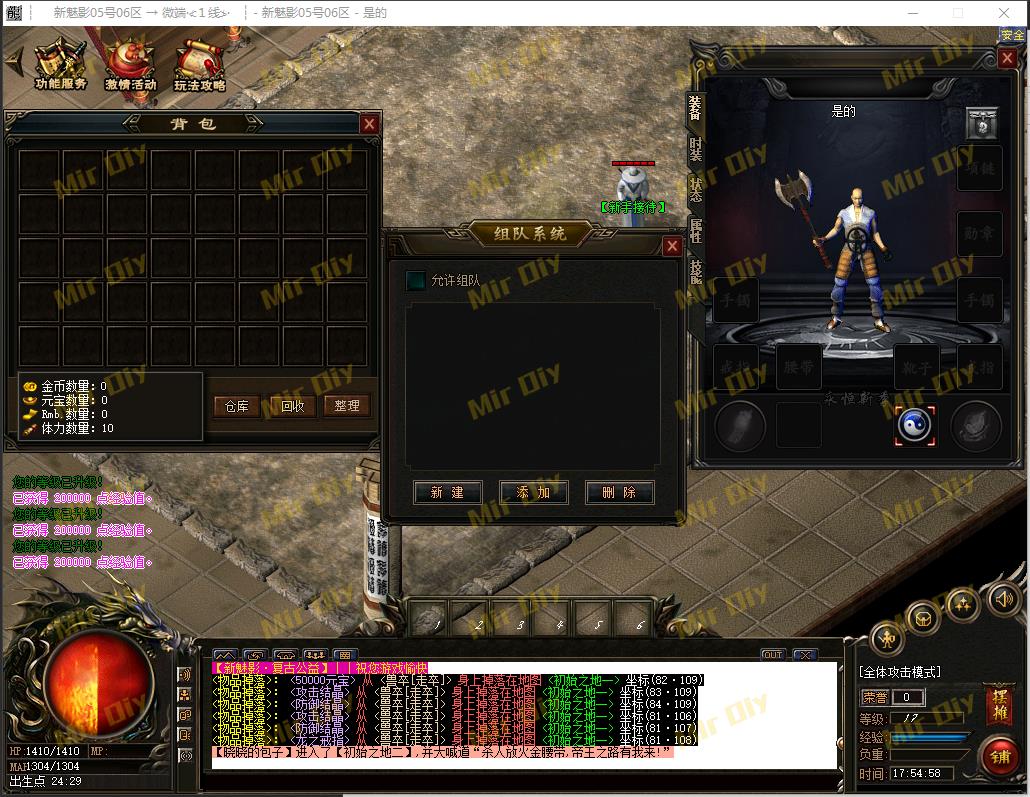 新魅影05号06区 → 微端<1线> - 新魅影05号06区 - 是的
安全
功能服务 激情活动 玩法攻略
背包
装备
时装
状态
属性
技能
是的
项链
勋章
手镯 手镯
戒指 腰带 靴子 戒指
【新手接待】
组队系统
允许组队
新建 添加 删除
金币数量: 0
元宝数量: 0
Rmb.数量: 0
体力数量: 10
仓库 回收 整理
您的等级已升级!
已获得 200000 点经验值。
您的等级已升级!
已获得 200000 点经验值。
您的等级已升级!
已获得 200000 点经验值。
1 2 3 4 5 6
OUT
【新魅影·复古公益】 | | 祝您游戏愉快
<物品掉落>: <50000元宝> 从 <兽卒[走卒]> 身上掉落在地图 <初始之地一> 坐标(82·109)
<物品掉落>: <攻击结晶> 从 <兽卒[走卒]> 身上掉落在地图 <初始之地一> 坐标(83·109)
<物品掉落>: <防御结晶> 从 <兽卒[走卒]> 身上掉落在地图 <初始之地一> 坐标(84·109)
<物品掉落>: <攻击结晶> 从 <兽卒[走卒]> 身上掉落在地图 <初始之地一> 坐标(81·106)
<物品掉落>: <防御结晶> 从 <兽卒[走卒]> 身上掉落在地图 <初始之地一> 坐标(81·107)
<物品掉落>: <龙之戒指> 从 <兽卒[走卒]> 身上掉落在地图 <初始之地一> 坐标(81·108)
【晓晓的包子】进入了【初始之地二】,并大喊道“杀人放火金腰带,帝王之路有我来!”
HP:1410/1410 MP:
MAH304/1304
出生点 24:29
[全体攻击模式]
荣誉 0
等级: 17
经验:
负重:
时间: 17:54:58
摆摊
铺
Mir Diy